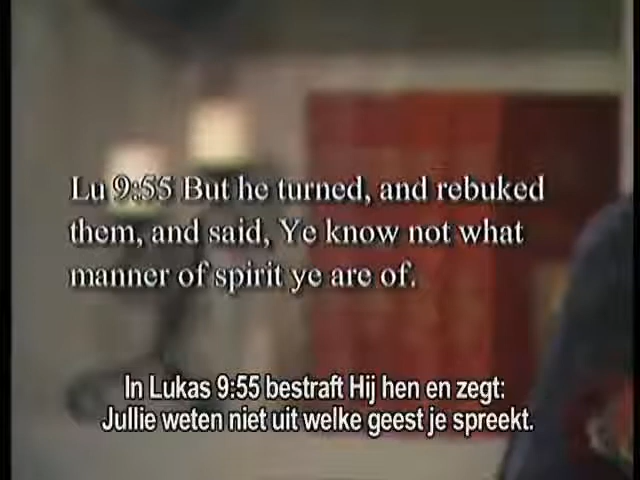 Lu 9:55 But he turned, and rebuked
them, and said, Ye know not what
manner of spirit ye are of.
In Lukas 9:55 bestraft Hij hen en zegt:
Jullie weten niet uit welke geest je spreekt.